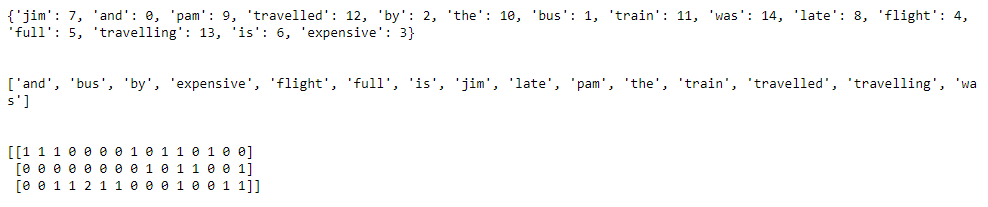 {'jim': 7, 'and': 0, 'pam': 9, 'travelled': 12, 'by': 2, 'the': 10, 'bus': 1, 'train': 11, 'was': 14, 'late': 8, 'flight': 4,
'full': 5, 'travelling': 13, 'is': 6, 'expensive': 3}
['and', 'bus', 'by', 'expensive', 'flight', 'full', 'is', 'jim', 'late', 'pam', 'the', 'train', 'travelled', 'travelling', 'wa
s']
[[1 1 1 0 0 0 0 1 0 1 1 0 1 0 0]
[0 0 0 0 0 0 0 0 1 0 1 1 0 0 1]
[0 0 1 1 2 1 1 0 0 0 1 0 0 1 1]]